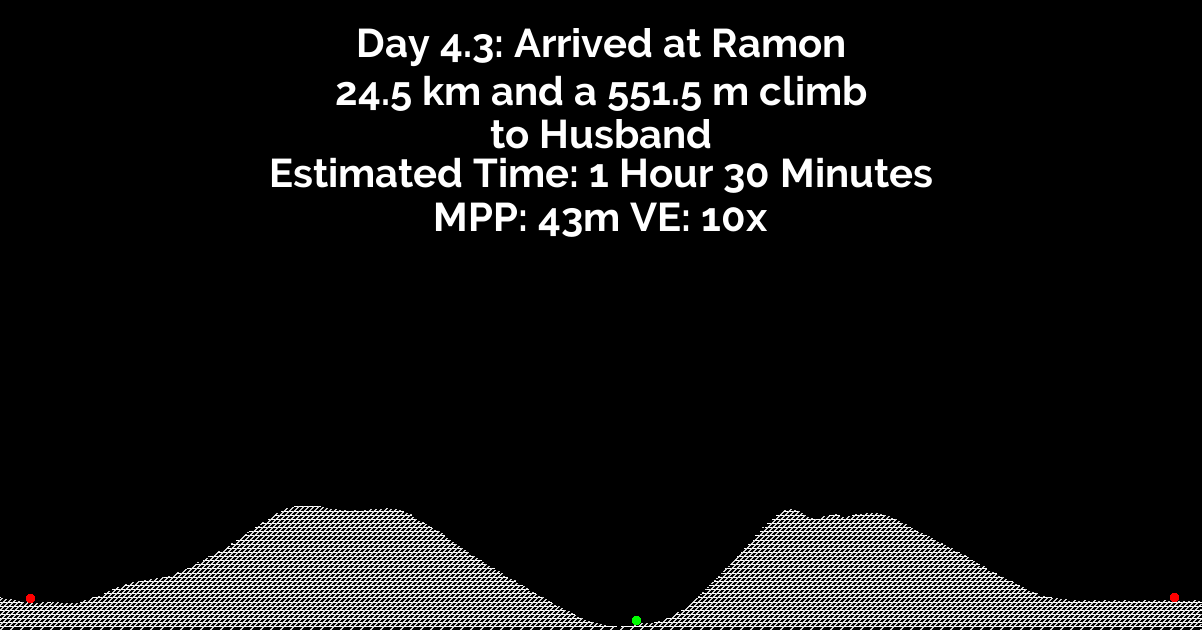 Day 4.3: Arrived at Ramon
24.5 km and a 551.5 m climb
to Husband
Estimated Time: 1 Hour 30 Minutes
MPP: 43m VE: 10x